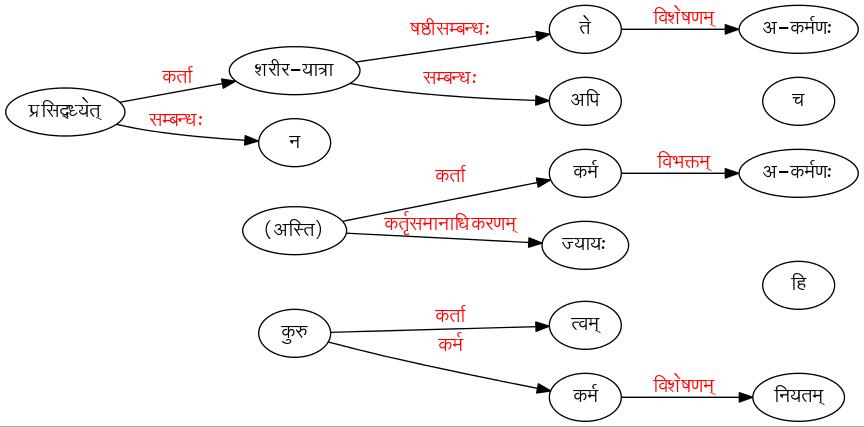 ते
विशेषणम्
अ-कर्मणः
षष्ठीसम्बन्धः
शरीर-यात्रा
कर्ता
सम्बन्धः
प्रसिद्ध्येत्
अपि
च
सम्बन्धः
न
कर्म
विभक्तम्
अ-कर्मणः
कर्ता
(अस्ति)
कर्तृसमानाधिकरणम्
ज्यायः
हि
कर्ता
त्वम्
कुरु
कर्म
कर्म
विशेषणम्
नियतम्